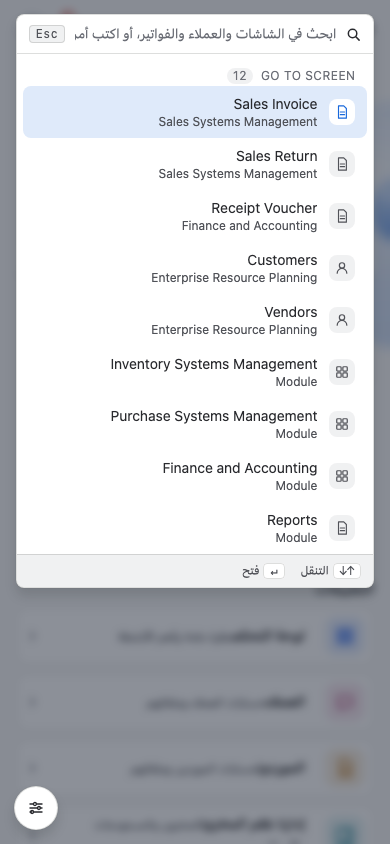 ابحث في الشاشات والعملاء والفواتير، أو اكتب أمر
Esc
GO TO SCREEN 12
Sales Invoice
Sales Systems Management
Sales Return
Sales Systems Management
Receipt Voucher
Finance and Accounting
Customers
Enterprise Resource Planning
Vendors
Enterprise Resource Planning
Inventory Systems Management
Module
Purchase Systems Management
Module
Finance and Accounting
Module
Reports
Module
التنقل
فتح